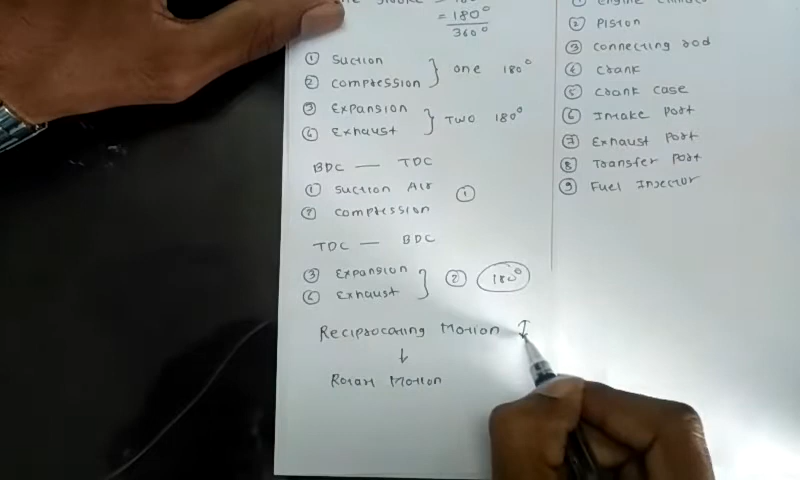 = 180°
360°
① Suction
② Compression
one 180°
③ Expansion
④ Exhaust
Two 180°
BDC — TDC
① Suction Air
② Compression
①
TDC — BDC
③ Expansion
④ Exhaust
② 180°
Reciprocating Motion ↕
↓
Rotary Motion
② Piston
③ Connecting rod
④ Crank
⑤ Crank case
⑥ Intake Port
⑦ Exhaust Port
⑧ Transfer Port
⑨ Fuel Injector